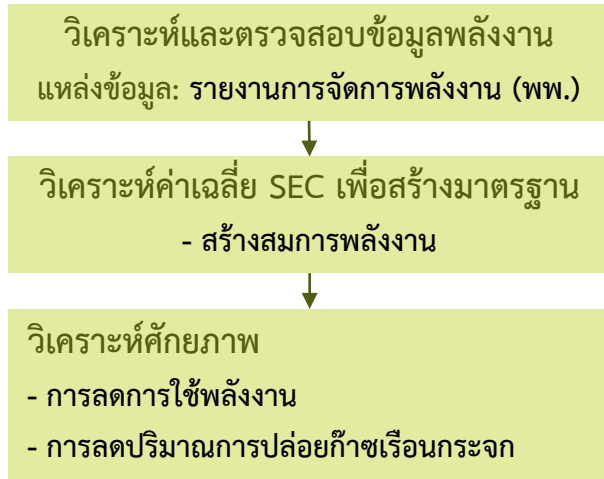 วิเคราะห์และตรวจสอบข้อมูลพลังงาน
แหล่งข้อมูล: รายงานการจัดการพลังงาน (พพ.)
วิเคราะห์ค่าเฉลี่ย SEC เพื่อสร้างมาตรฐาน
- สร้างสมการพลังงาน
วิเคราะห์ศักยภาพ
- การลดการใช้พลังงาน
- การลดปริมาณการปล่อยก๊าซเรือนกระจก